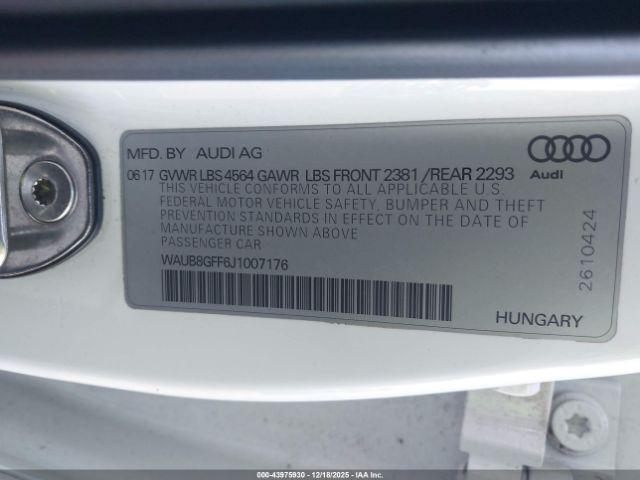 MFD. BY AUDI AG
0617 GVWR LBS 4564 GAWR LBS FRONT 2381 /REAR 2293
THIS VEHICLE CONFORMS TO ALL APPLICABLE U.S.
FEDERAL MOTOR VEHICLE SAFETY, BUMPER AND THEFT
PREVENTION STANDARDS IN EFFECT ON THE DATE OF
MANUFACTURE SHOWN ABOVE
PASSENGER CAR
WAUB8GFF6J1007176
Audi
2610424
HUNGARY
000-43975930 - 12/18/2025 - IAAI Inc.